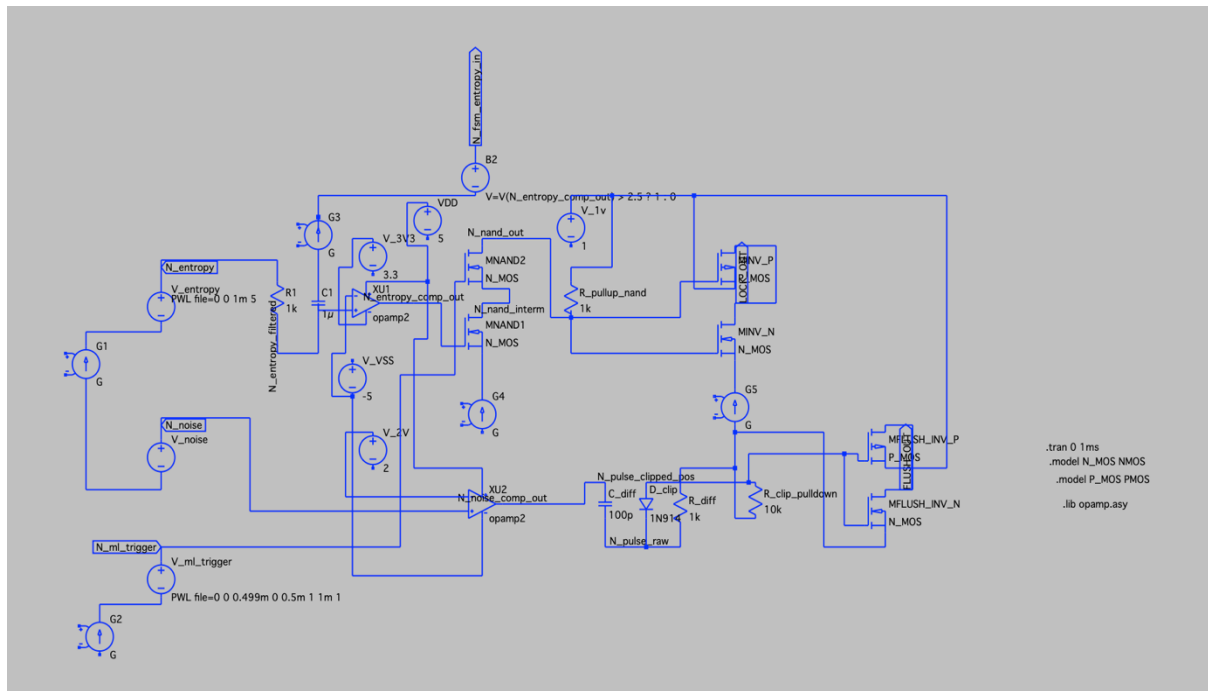 N_fsm_entropy_in
B2
V=V(N_entropy_comp_out) > 2.5 ? 1 . 0
G3
G
VDD
5
V_1v
1
N_nand_out
V_3V3
3.3
N_entropy
V_entropy
PWL file=0 0 1m 5
R1
1k
C1
1µ
XU1
N_entropy_comp_out
opamp2
MNAND2
N_MOS
N_nand_interm
MNAND1
N_MOS
R_pullup_nand
1k
MINV_P
P_MOS
LOCK_OUT
MINV_N
N_MOS
N_entropy_filtered
G1
G
V_VSS
-5
G4
G
G5
G
N_noise
V_noise
V_2V
2
MFLUSH_INV_P
P_MOS
FLUSH_OUT
.tran 0 1ms
.model N_MOS NMOS
.model P_MOS PMOS
.lib opamp.asy
N_pulse_clipped_pos
XU2
N_noise_comp_out
opamp2
C_diff
100p
D_clip
1N914
R_diff
1k
R_clip_pulldown
10k
MFLUSH_INV_N
N_MOS
N_pulse_raw
N_ml_trigger
V_ml_trigger
PWL file=0 0 0.499m 0 0.5m 1 1m 1
G2
G